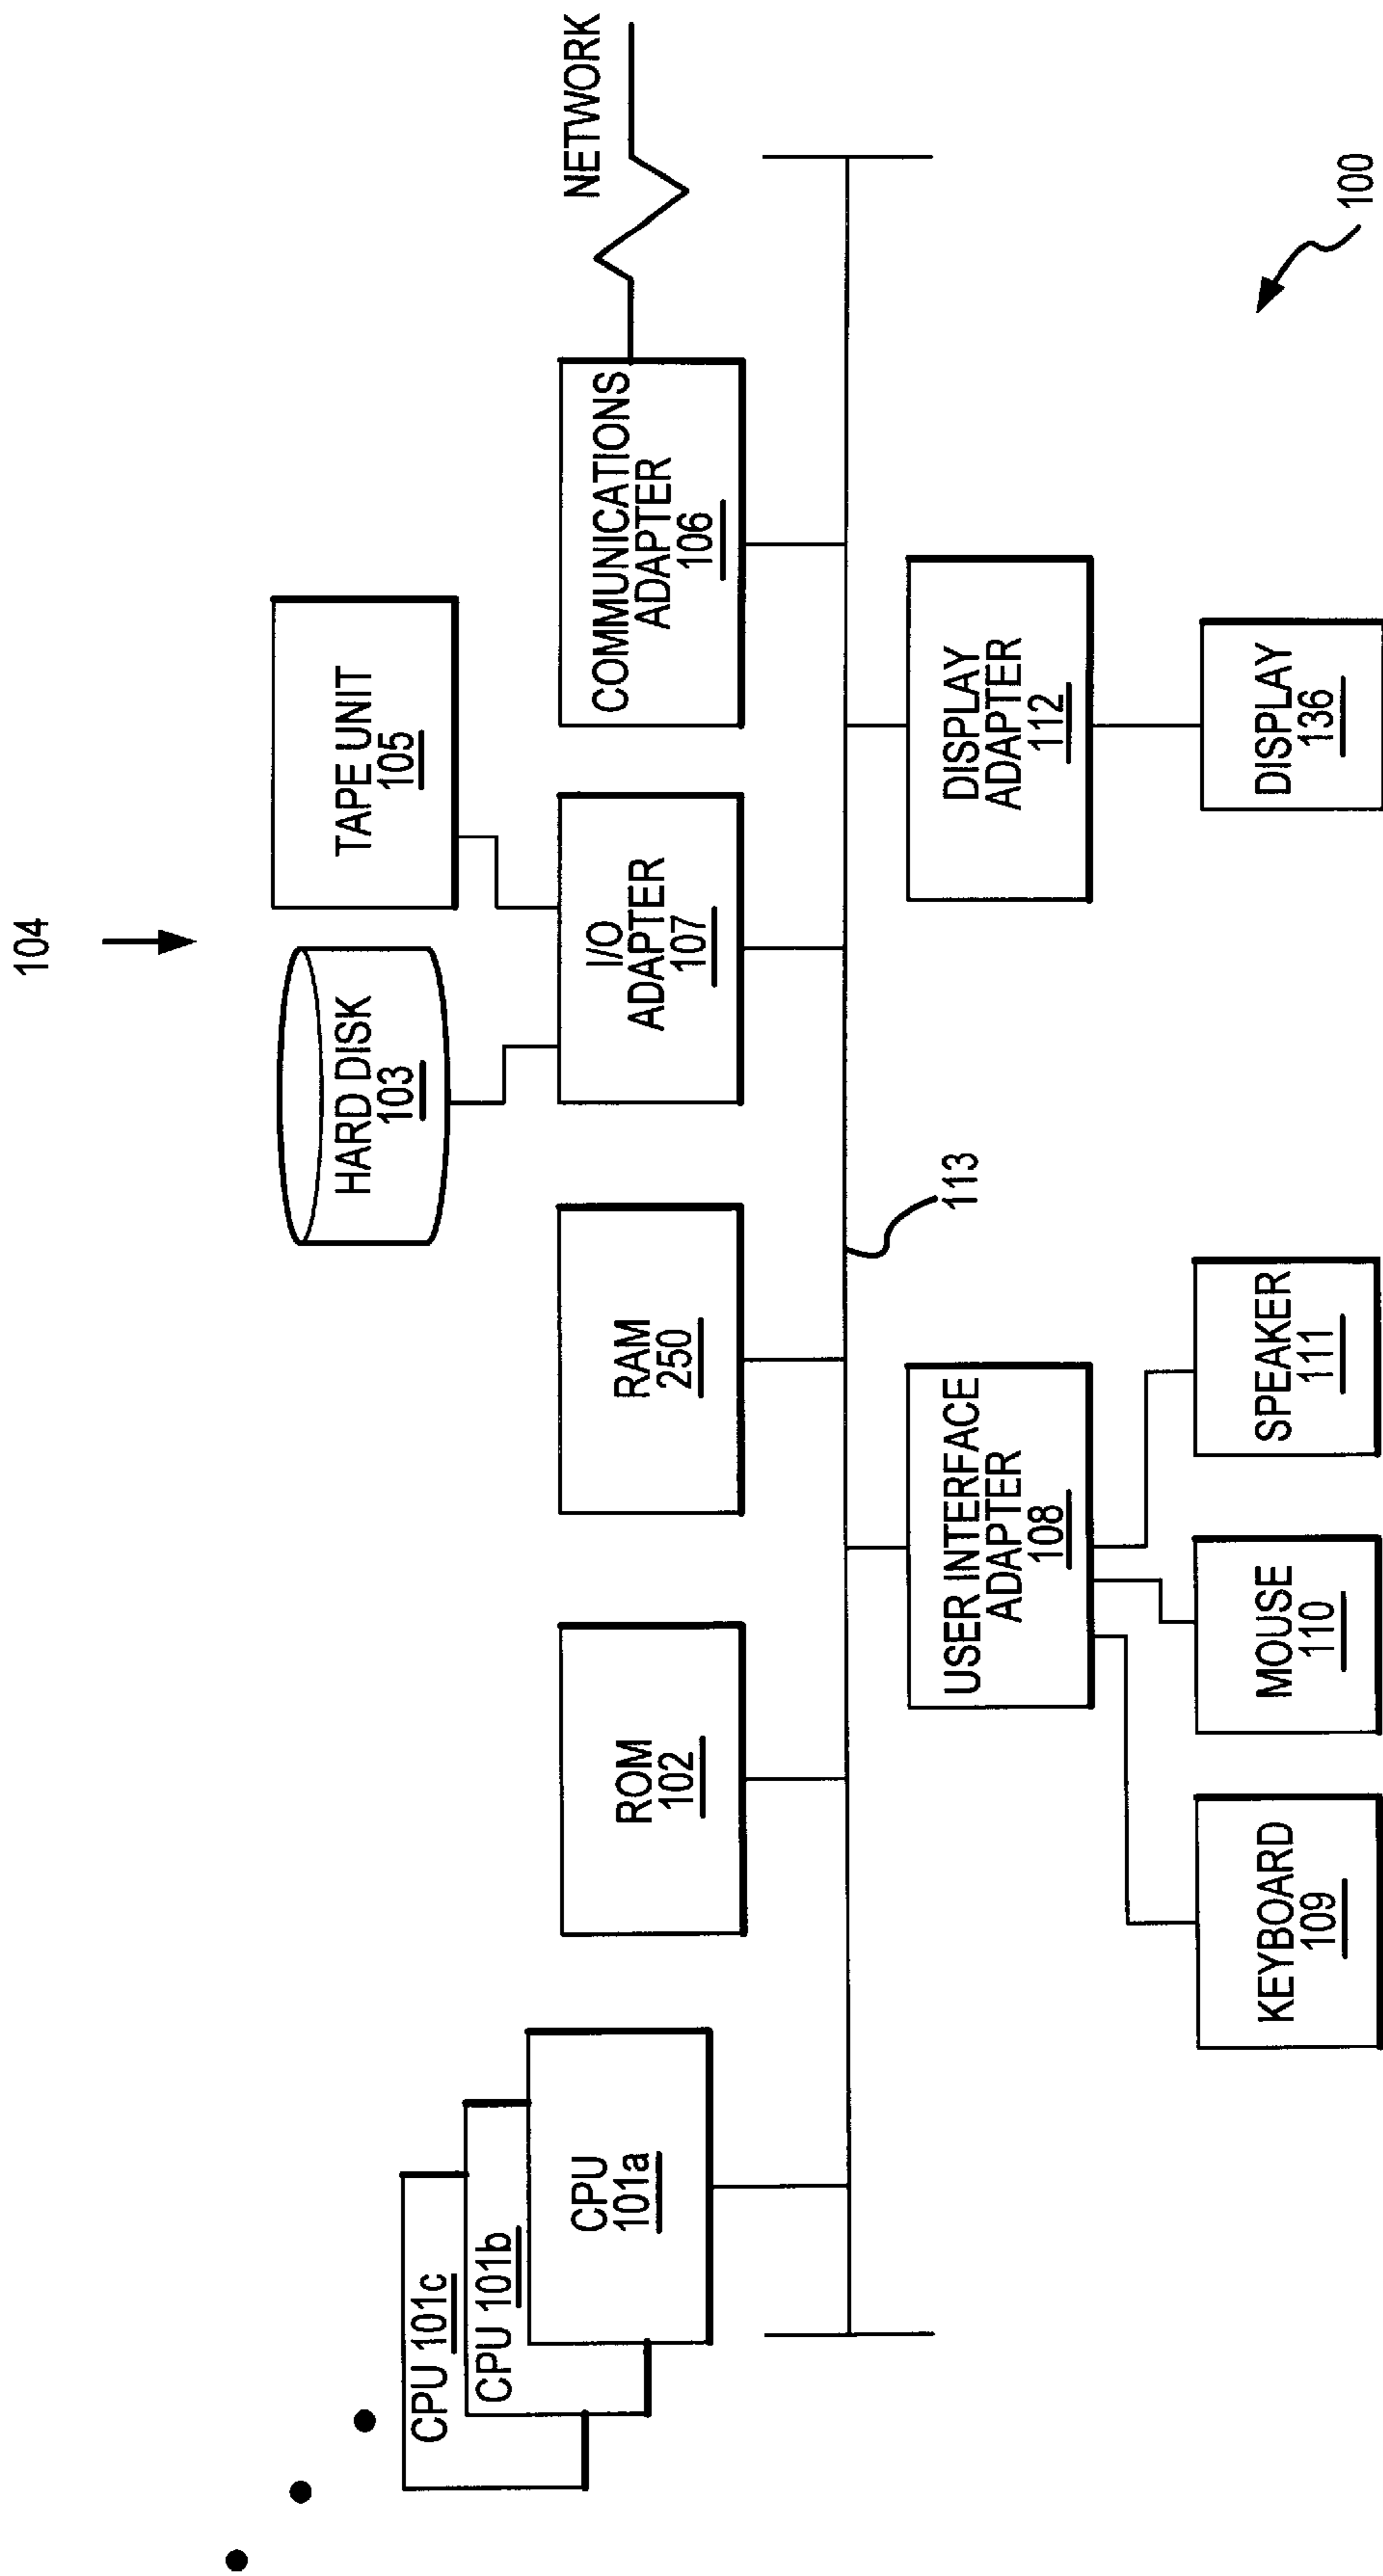 104
HARD DISK
103
TAPE UNIT
105
CPU 101c
CPU 101b
CPU
101a
ROM
102
RAM
250
I/O
ADAPTER
107
COMMUNICATIONS
ADAPTER
106
NETWORK
113
USER INTERFACE
ADAPTER
108
DISPLAY
ADAPTER
112
KEYBOARD
109
MOUSE
110
SPEAKER
111
DISPLAY
136
100